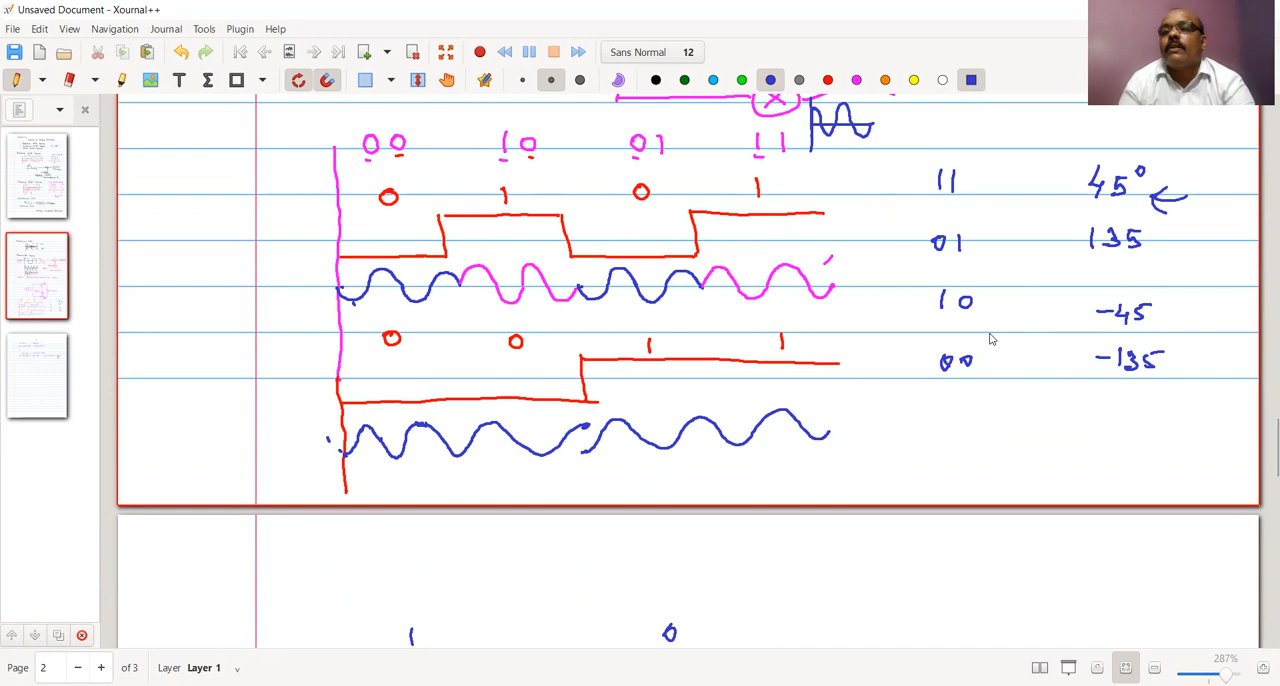 Unsaved Document - Xournal++
File Edit View Navigation Journal Tools Plugin Help
Sans Normal 12
00 10 01 11
0 1 0 1
0 0 1 1
11 45°
01 135
10 -45
00 -135
1 0
Page 2 of 3 Layer Layer 1 287%